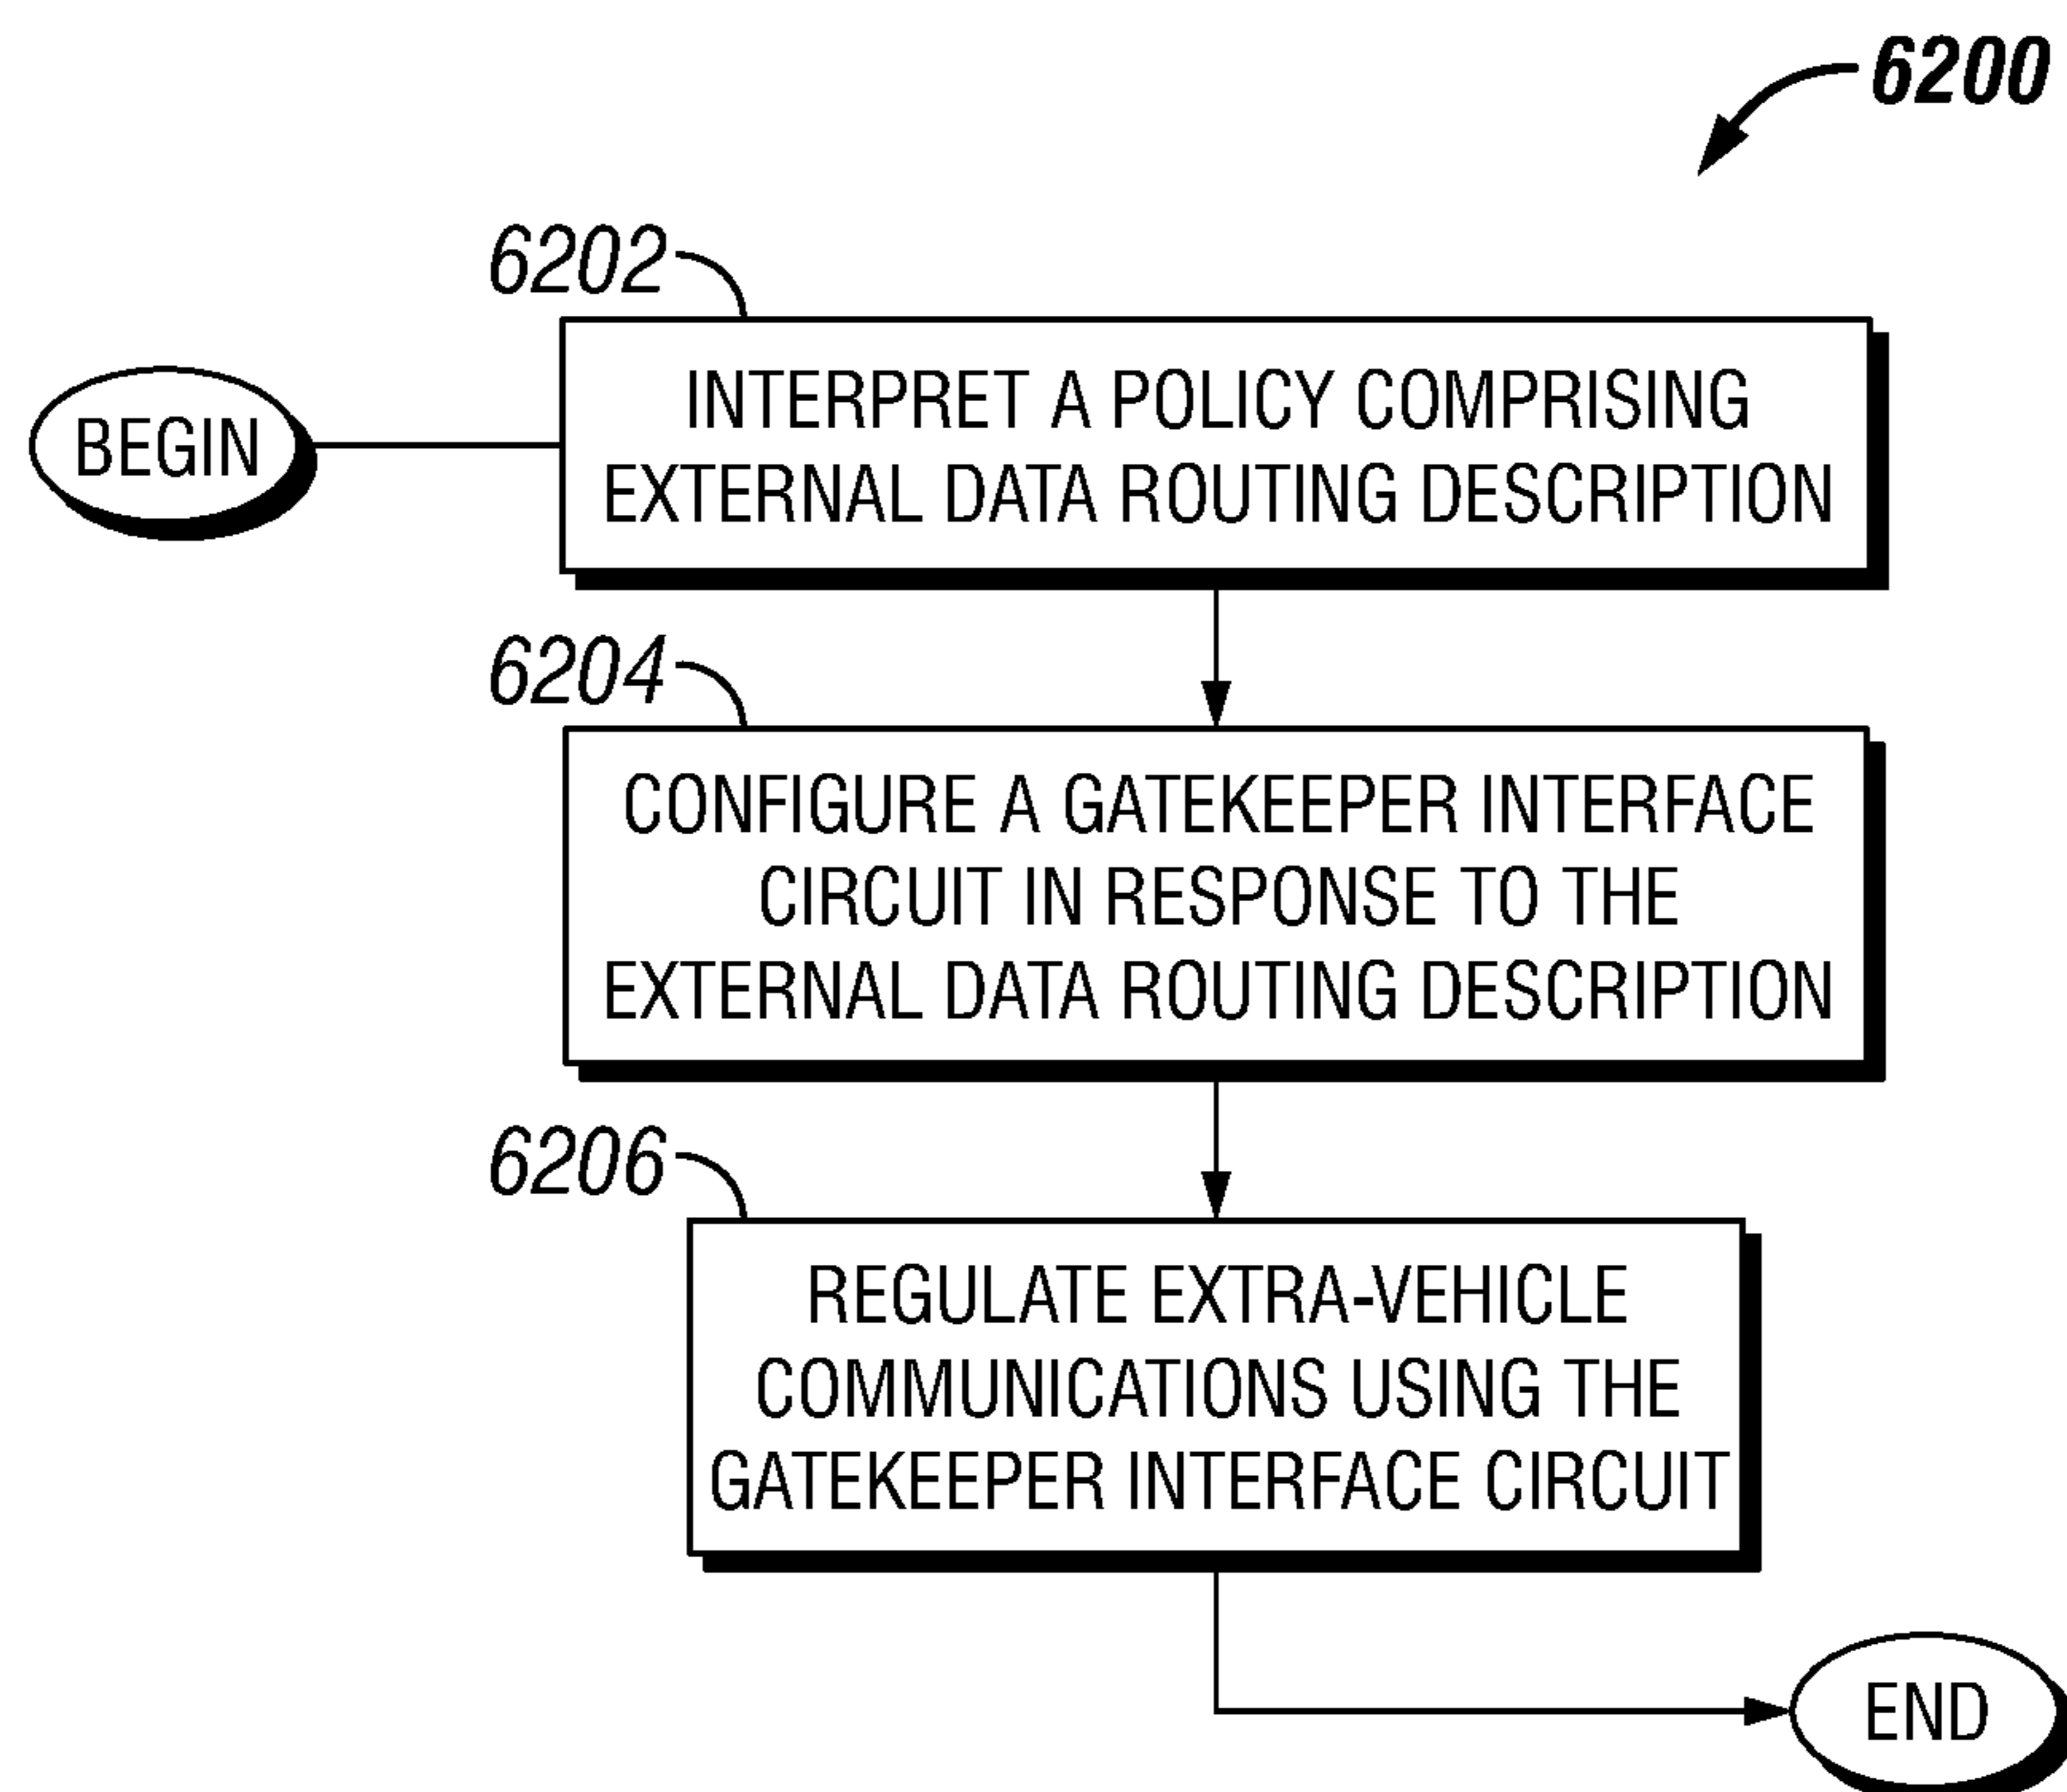 6200
6202
BEGIN
INTERPRET A POLICY COMPRISING
EXTERNAL DATA ROUTING DESCRIPTION
6204
CONFIGURE A GATEKEEPER INTERFACE
CIRCUIT IN RESPONSE TO THE
EXTERNAL DATA ROUTING DESCRIPTION
6206
REGULATE EXTRA-VEHICLE
COMMUNICATIONS USING THE
GATEKEEPER INTERFACE CIRCUIT
END